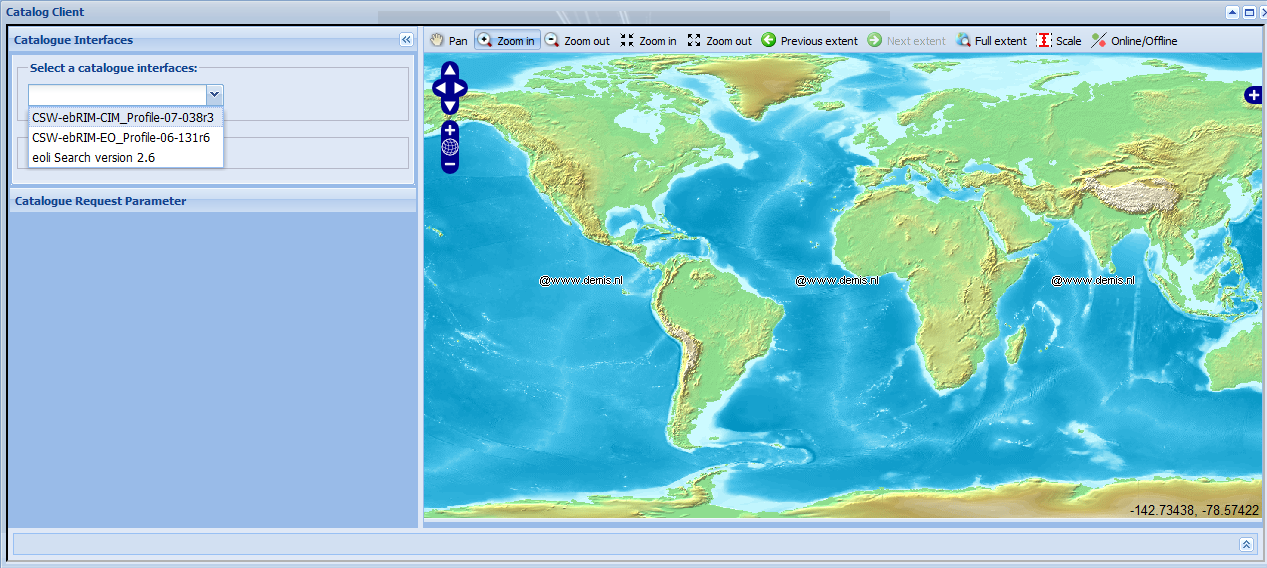 Catalog Client
Catalogue Interfaces
Select a catalogue interfaces:
CSW-ebRIM-CIM_Profile-07-038r3
CSW-ebRIM-EO_Profile-06-131r6
eoli Search version 2.6
Catalogue Request Parameter
Pan Zoom in Zoom out Zoom in Zoom out Previous extent Next extent Full extent Scale Online/Offline
@www.demis.nl @www.demis.nl @www.demis.nl
-142.73438, -78.57422